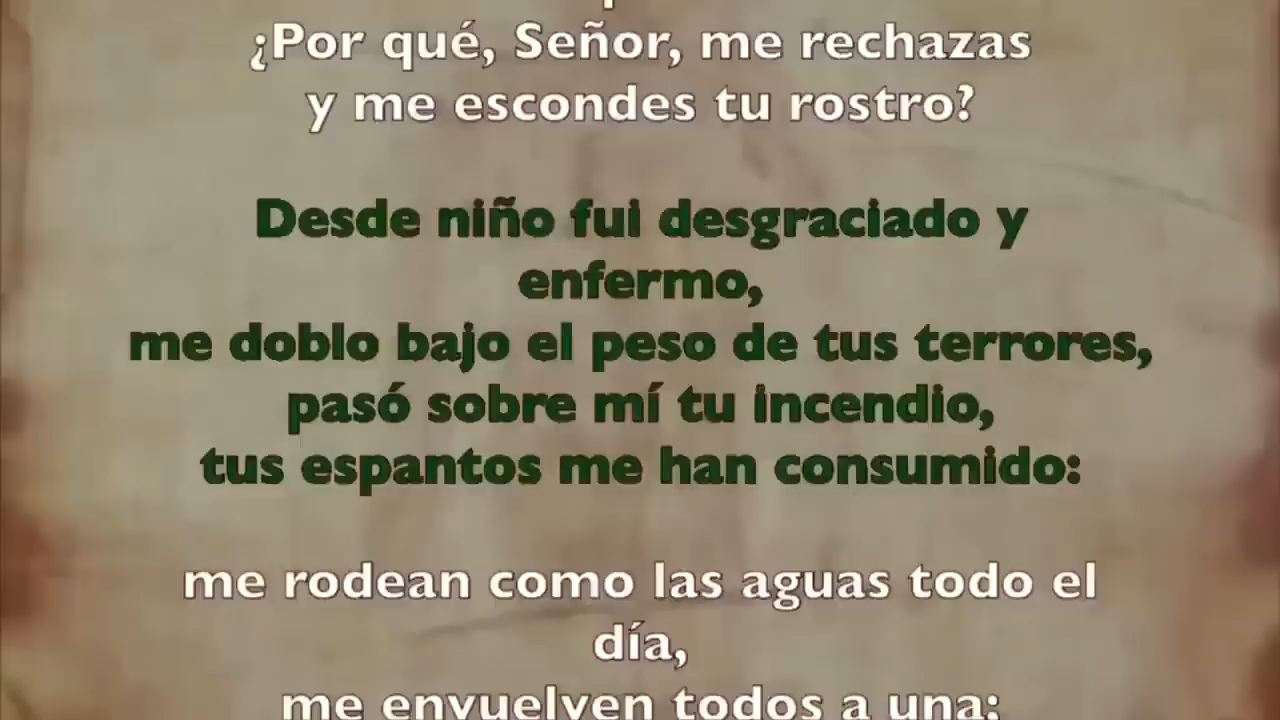 ¿Por qué, Señor, me rechazas
y me escondes tu rostro?
Desde niño fui desgraciado y
enfermo,
me doblo bajo el peso de tus terrores,
pasó sobre mí tu incendio,
tus espantos me han consumido:
me rodean como las aguas todo el
día,
me envuelven todos a una;